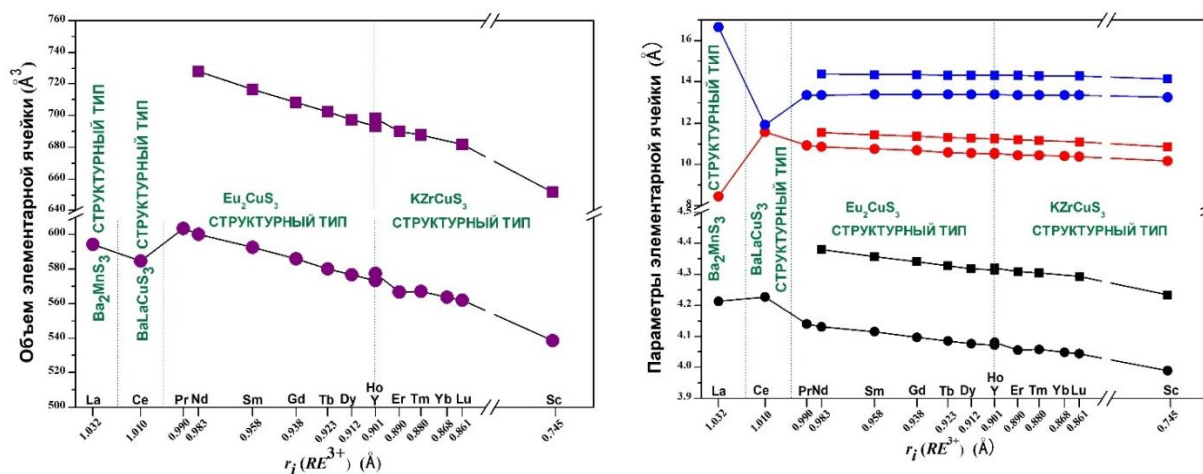 760
740
720
700
680
660
640
600
580
560
540
520
500
Объем элементарной ячейки (Å³)
Ba₂MnS₃ СТРУКТУРНЫЙ ТИП
BaLaCuS₃ СТРУКТУРНЫЙ ТИП
Eu₂CuS₃
СТРУКТУРНЫЙ ТИП
KZrCuS₃
СТРУКТУРНЫЙ ТИП
La Ce Pr Nd Sm Gd Tb Dy Ho Y Er Tm Yb Lu Sc
1.032 1.010 0.990 0.983 0.958 0.938 0.923 0.912 0.901 0.890 0.880 0.868 0.861 0.745
rᵢ(RE³⁺) (Å)
16
14
12
10
8
4.5
4.4
4.3
4.2
4.1
4.0
3.9
Параметры элементарной ячейки (Å)
Ba₂MnS₃ СТРУКТУРНЫЙ ТИП
BaLaCuS₃ СТРУКТУРНЫЙ ТИП
Eu₂CuS₃
СТРУКТУРНЫЙ ТИП
KZrCuS₃
СТРУКТУРНЫЙ ТИП
La Ce Pr Nd Sm Gd Tb Dy Ho Y Er Tm Yb Lu Sc
1.032 1.010 0.990 0.983 0.958 0.938 0.923 0.912 0.901 0.890 0.880 0.868 0.861 0.745
rᵢ(RE³⁺) (Å)